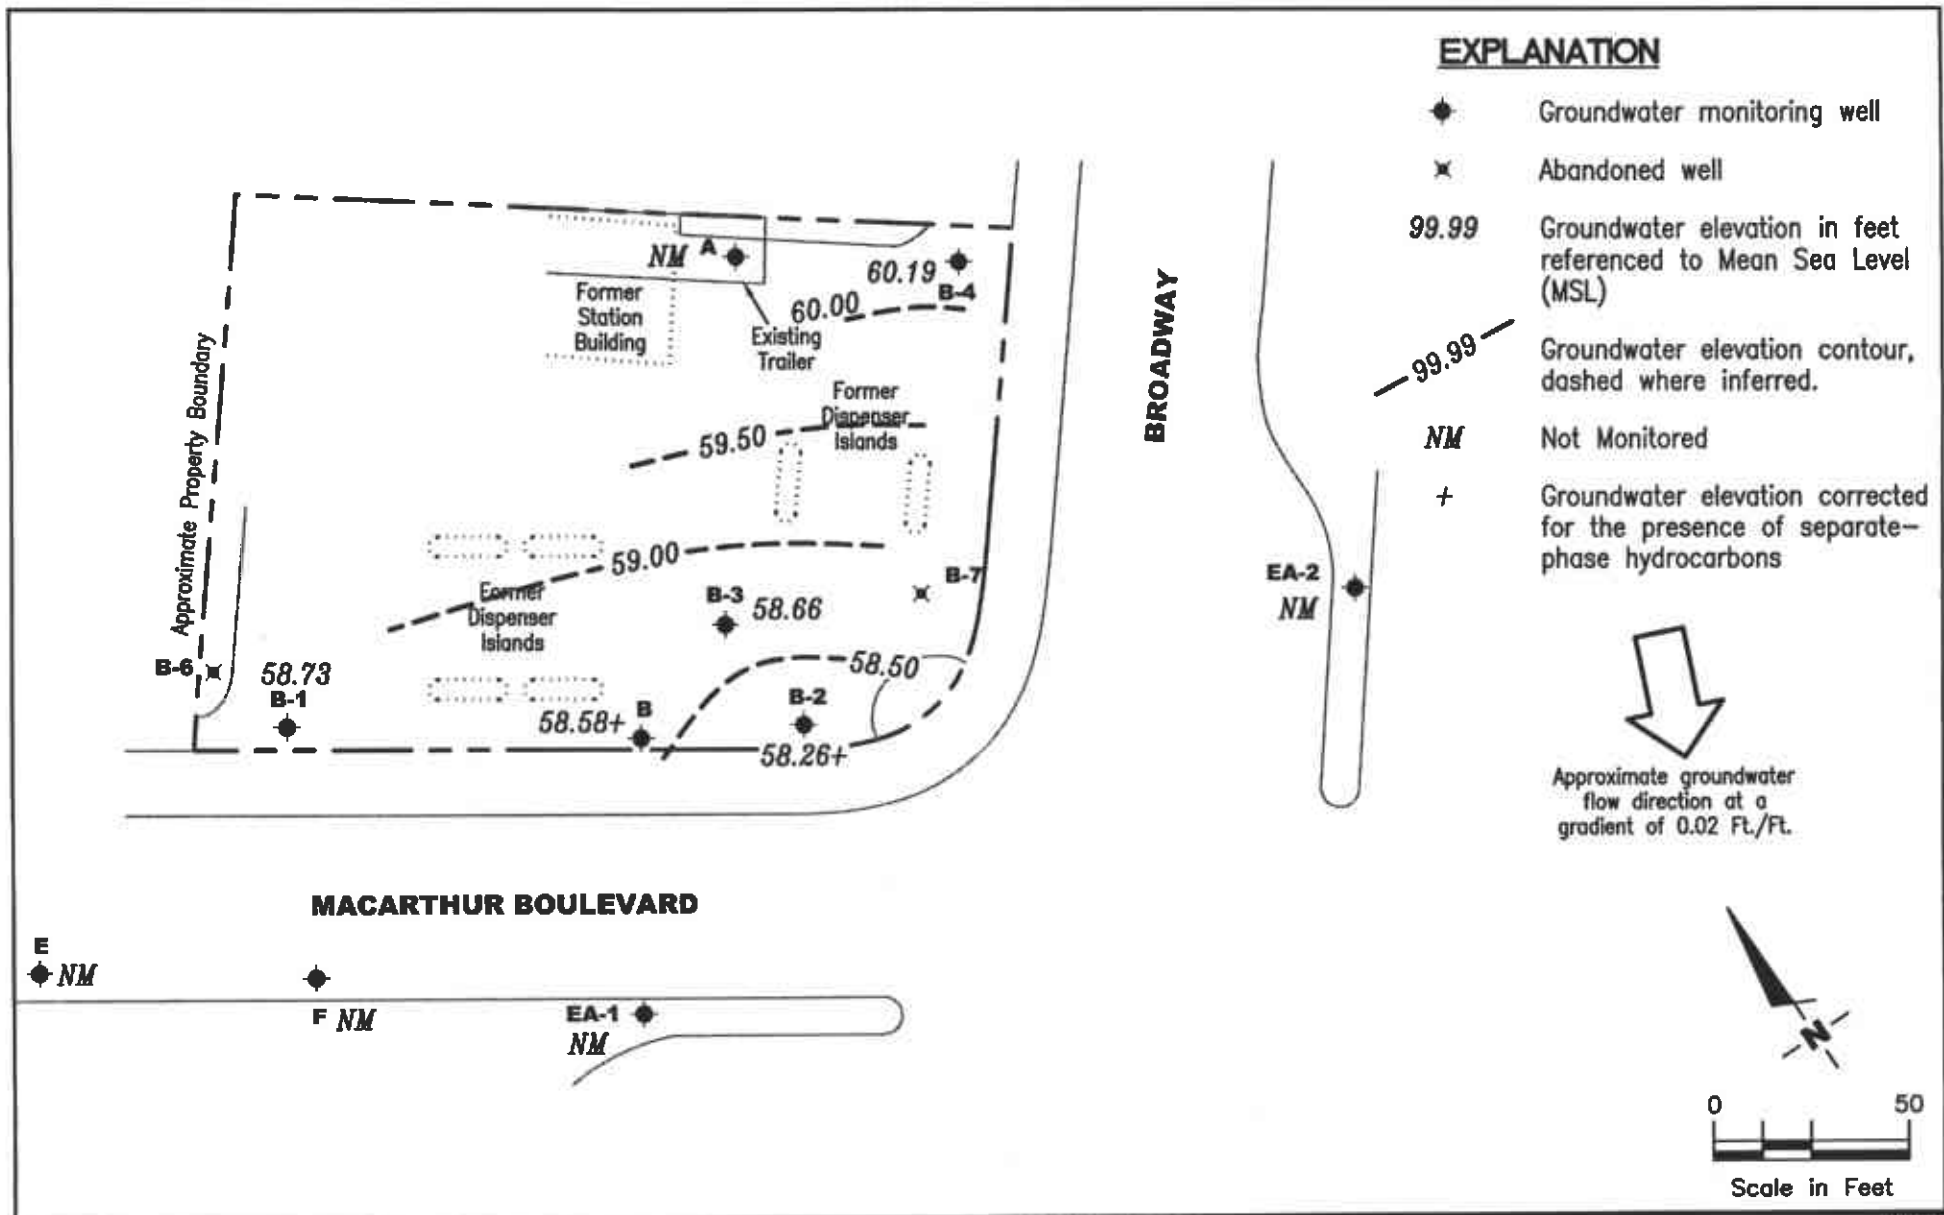 EXPLANATION
Groundwater monitoring well
Abandoned well
99.99
Groundwater elevation in feet
referenced to Mean Sea Level
(MSL)
99.99
Groundwater elevation contour,
dashed where inferred.
NM
Not Monitored
+
Groundwater elevation corrected
for the presence of separate-
phase hydrocarbons
Approximate groundwater
flow direction at a
gradient of 0.02 Ft./Ft.
N
0 50
Scale in Feet
Approximate Property Boundary
NM A
60.19
B-4
60.00
Former
Station
Building
Existing
Trailer
Former
Dispenser
Islands
59.50
59.00
Former
Dispenser
Islands
B-3 58.66
B-7
B-6
58.73
B-1
58.50
58.58+ B
B-2
58.26+
BROADWAY
EA-2
NM
MACARTHUR BOULEVARD
E
NM
F NM
EA-1
NM